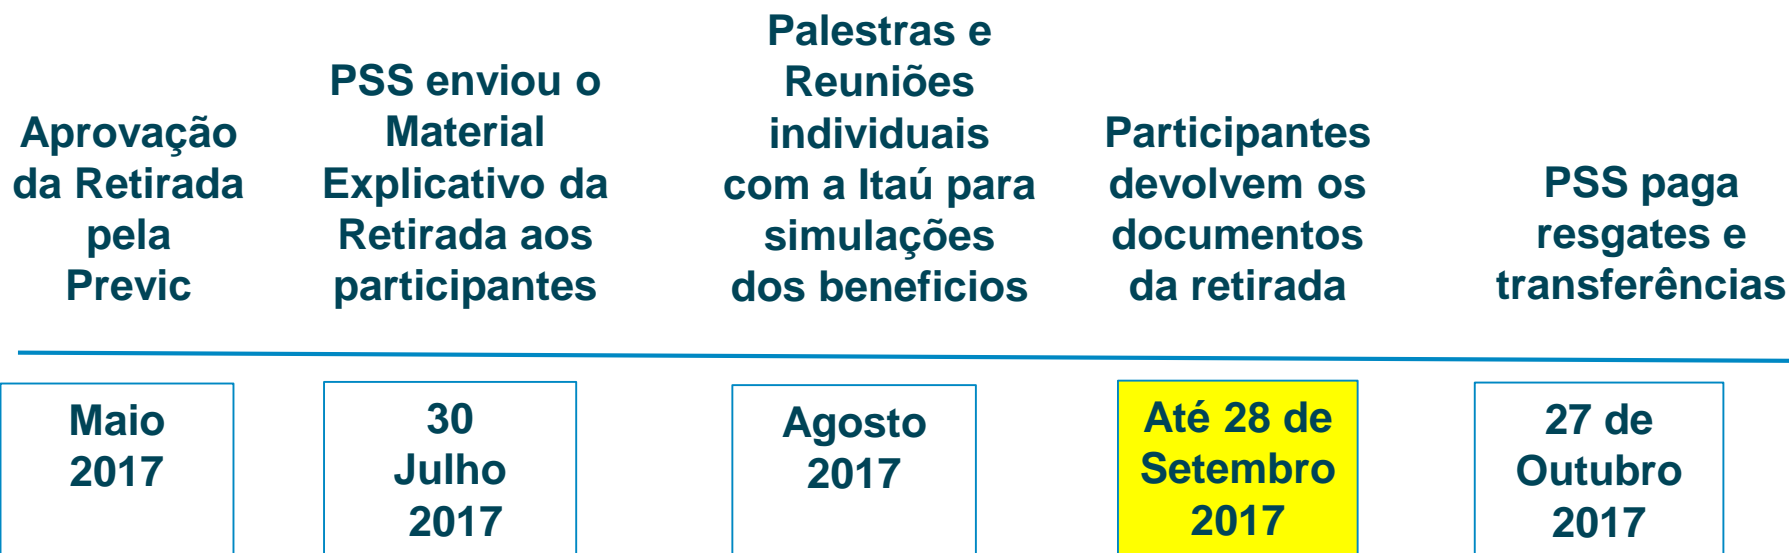 Aprovação
da Retirada
pela
Previc
PSS enviou o
Material
Explicativo da
Retirada aos
participantes
Palestras e
Reuniões
individuais
com a Itaú para
simulações
dos beneficios
Participantes
devolvem os
documentos
da retirada
PSS paga
resgates e
transferências
Maio
2017
30
Julho
2017
Agosto
2017
Até 28 de
Setembro
2017
27 de
Outubro
2017